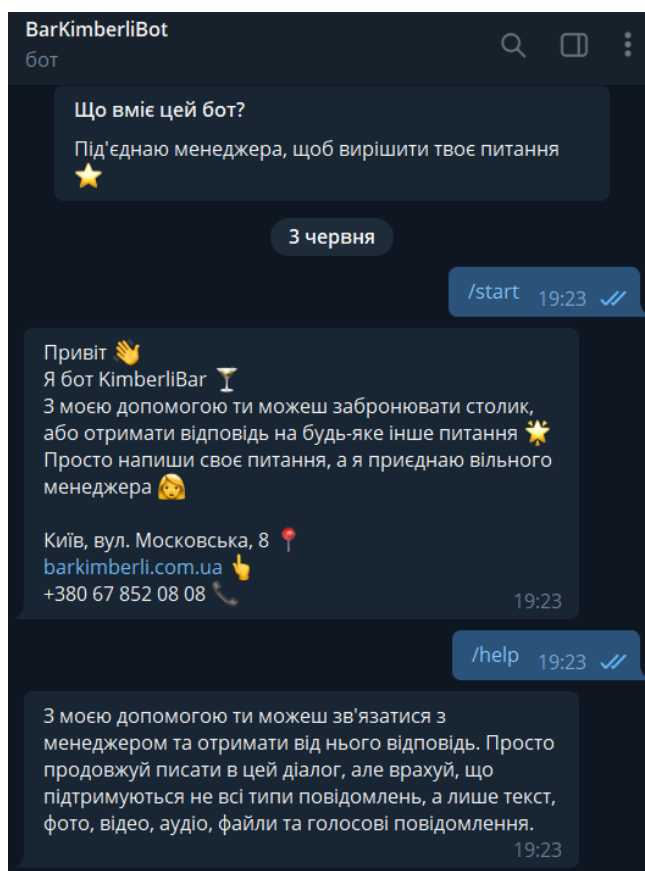 BarKimberliBot
бот
Що вміє цей бот?
Під'єднаю менеджера, щоб вирішити твоє питання
⭐
3 червня
/start 19:23
Привіт 👋
Я бот KimberliBar 🍸
З моєю допомогою ти можеш забронювати столик,
або отримати відповідь на будь-яке інше питання 🌟
Просто напиши своє питання, а я приєднаю вільного
менеджера 👩
Київ, вул. Московська, 8 📍
barkimberli.com.ua 👆
+380 67 852 08 08 📞
19:23
/help 19:23
З моєю допомогою ти можеш зв'язатися з
менеджером та отримати від нього відповідь. Просто
продовжуй писати в цей діалог, але врахуй, що
підтримуються не всі типи повідомлень, а лише текст,
фото, відео, аудіо, файли та голосові повідомлення.
19:23